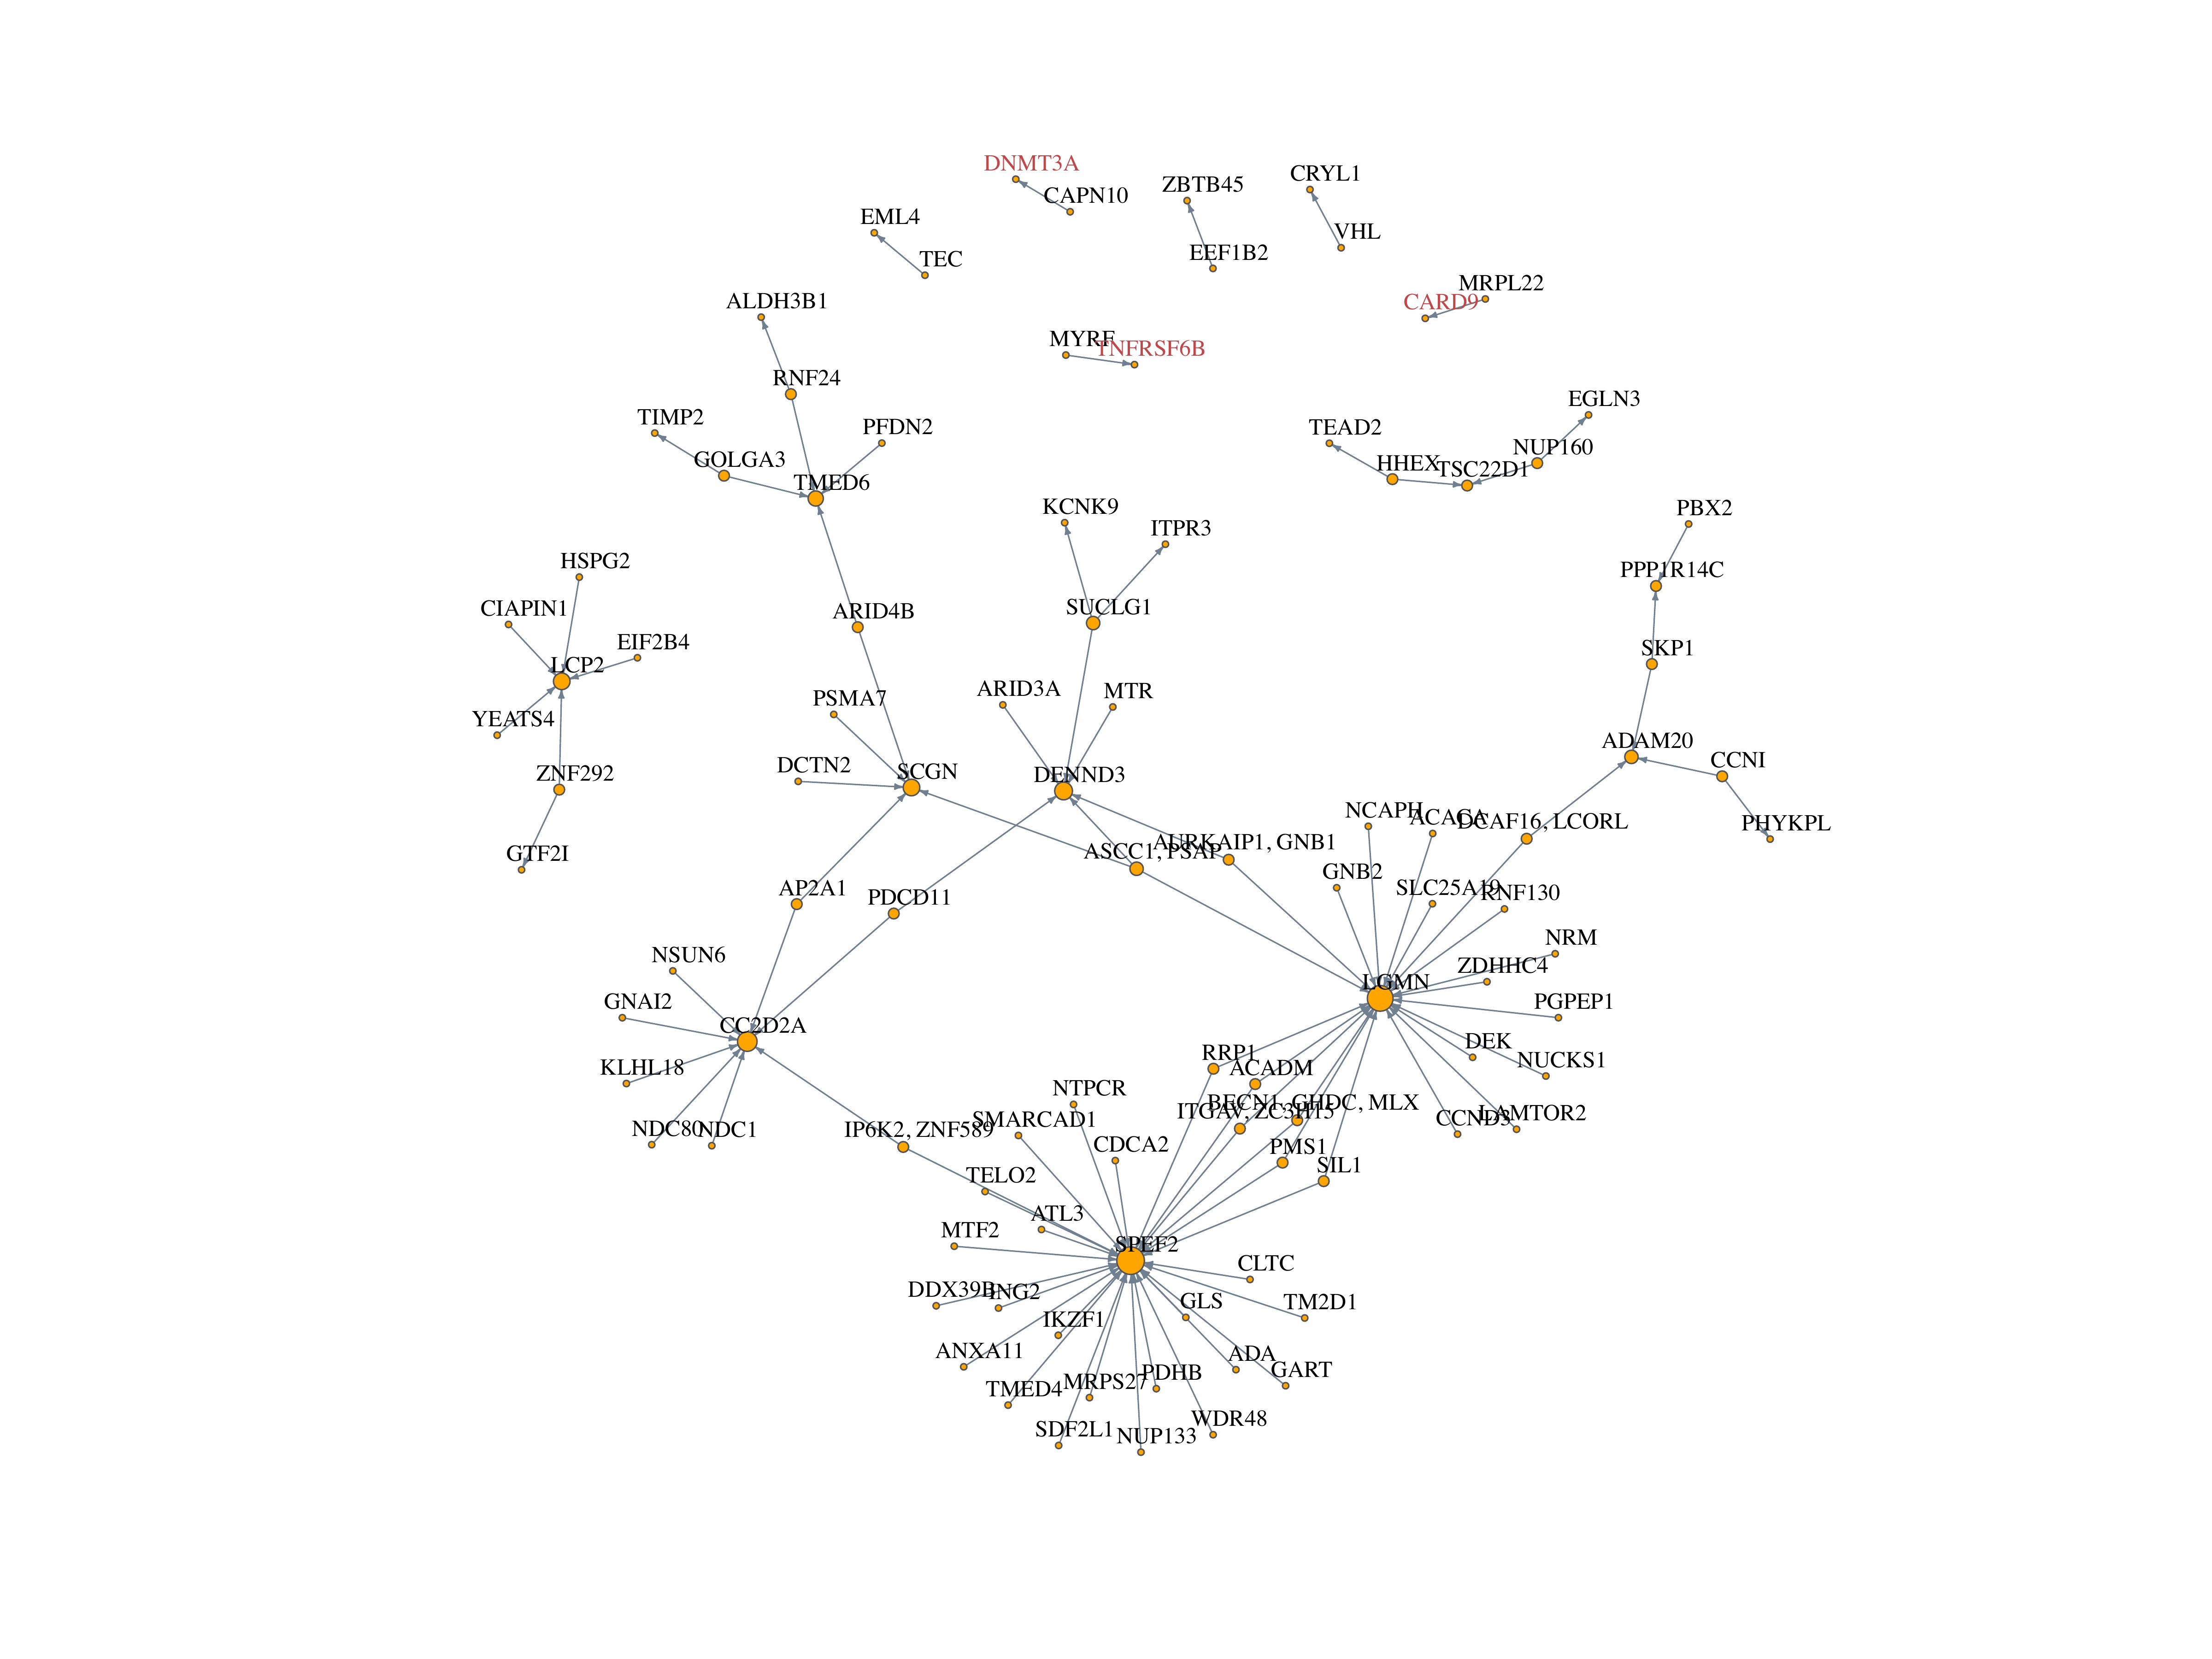 DNMT3A
CAPN10
ZBTB45
CRYL1
EML4
VHL
EEF1B2
TEC
MRPL22
ALDH3B1
CARD9
MYRF
TNFRSF6B
RNF24
EGLN3
TIMP2
PFDN2
TEAD2
NUP160
GOLGA3
HHEX
TSC22D1
TMED6
KCNK9
PBX2
ITPR3
HSPG2
PPP1R14C
CIAPIN1
ARID4B
SUCLG1
EIF2B4
SKP1
LCP2
ARID3A
MTR
PSMA7
YEATS4
ADAM20
CCNI
DCTN2
SCGN
ZNF292
DENND3
NCAPH
ACACA
DCAF16, LCORL
PHYKPL
AURKAIP1, GNB1
GTF2I
ASCC1, PSAP
GNB2
AP2A1
SLC25A19
RNF130
PDCD11
NRM
NSUN6
ZDHHC4
LGMN
GNAI2
PGPEP1
CC2D2A
DEK
RRP1
NUCKS1
KLHL18
ACADM
NTPCR
BECN1, GHDC, MLX
ITGAV, ZC3H15
SMARCAD1
CCND3
LAMTOR2
NDC80
NDC1
IP6K2, ZNF589
CDCA2
PMS1
SIL1
TELO2
ATL3
MTF2
SPEF2
CLTC
DDX39B
ING2
GLS
TM2D1
IKZF1
ANXA11
ADA
PDHB
GART
TMED4
MRPS27
WDR48
SDF2L1
NUP133